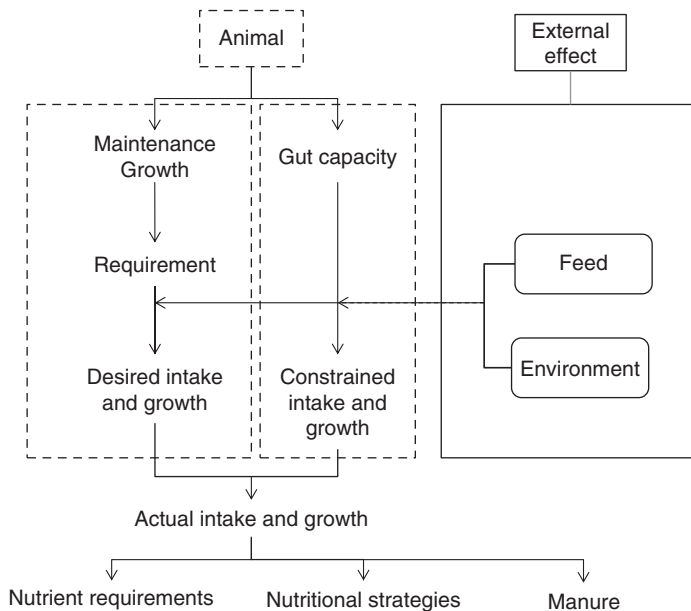 Animal
External
effect
Maintenance
Growth
Gut capacity
Requirement
Feed
Desired intake
and growth
Constrained
intake and
growth
Environment
Actual intake and growth
Nutrient requirements
Nutritional strategies
Manure